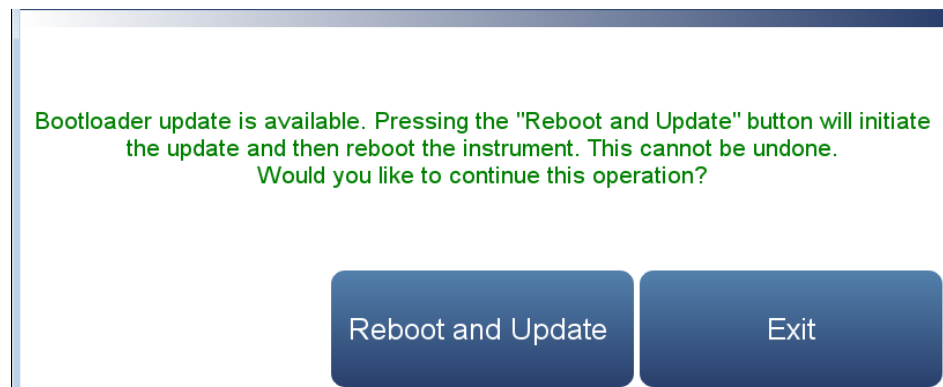 Bootloader update is available. Pressing the "Reboot and Update" button will initiate
the update and then reboot the instrument. This cannot be undone.
Would you like to continue this operation?
Reboot and Update
Exit